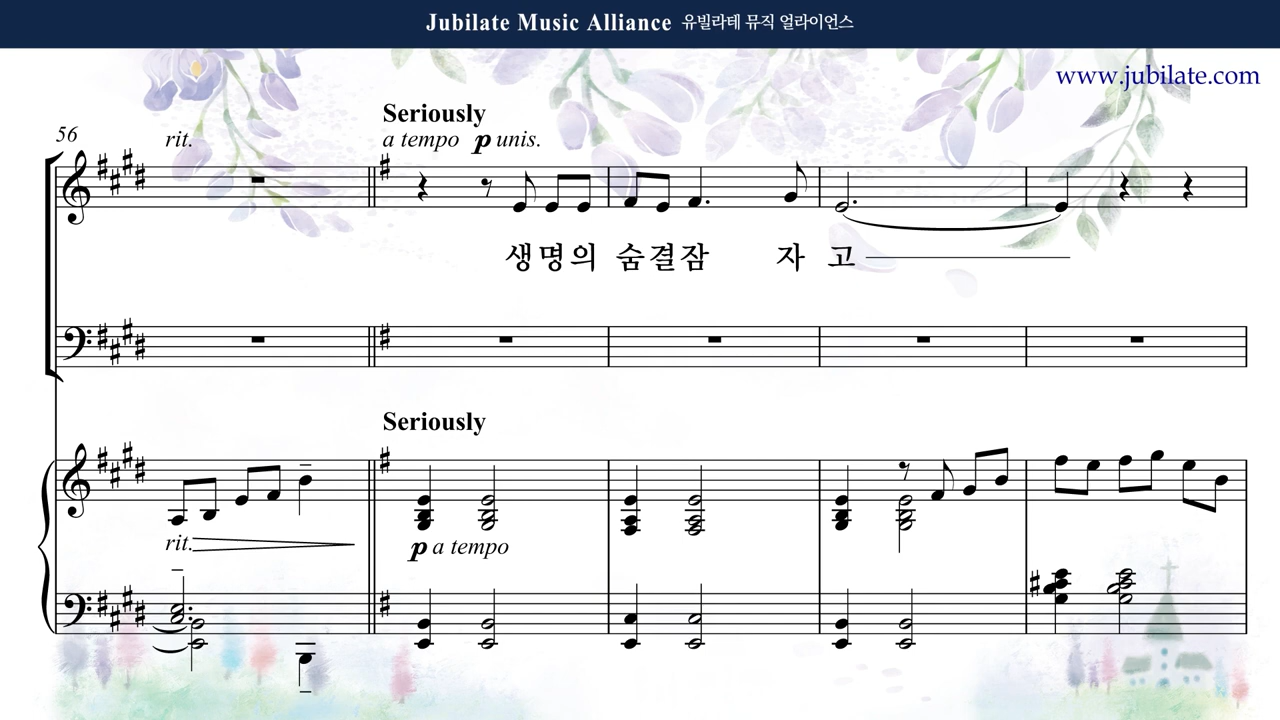 Jubilate Music Alliance 유빌라테 뮤직 얼라이언스
www.jubilate.com
Seriously
56 rit. a tempo p unis.
생명의 숨결잠 자 고
Seriously
rit. p a tempo